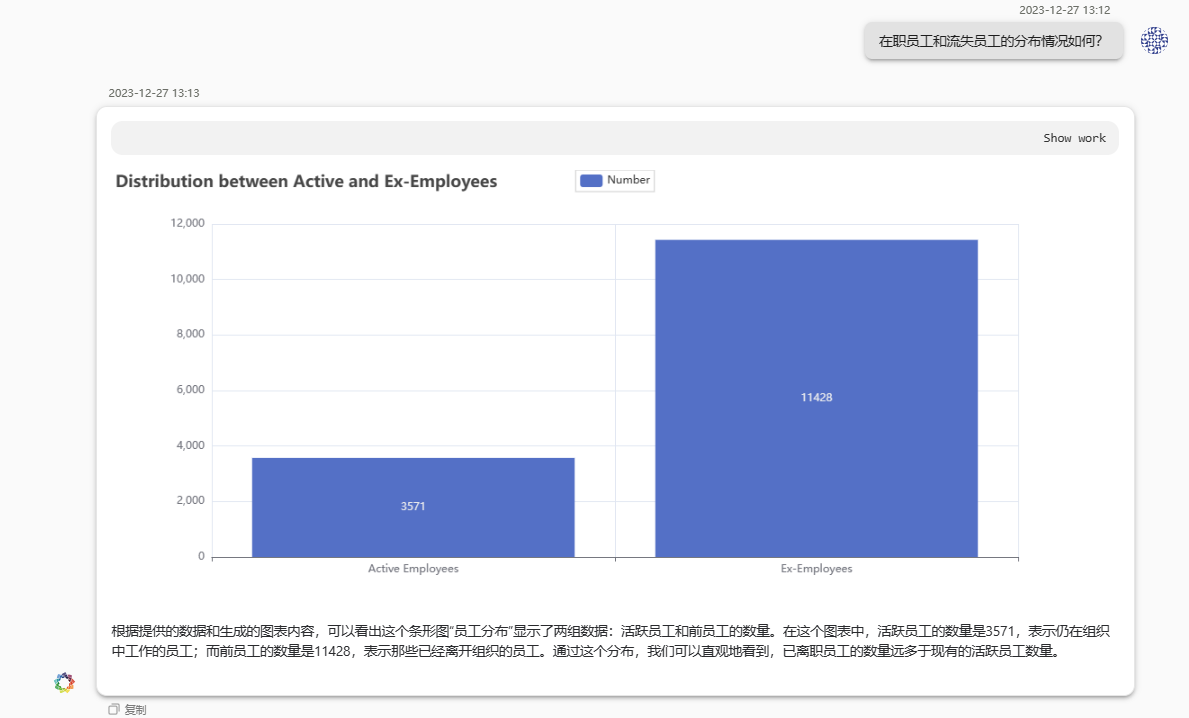 2023-12-27 13:12
在职员工和流失员工的分布情况如何？
2023-12-27 13:13
Show work
Distribution between Active and Ex-Employees
Number
12,000
10,000
8,000
6,000
4,000
2,000
0
3571
11428
Active Employees
Ex-Employees
根据提供的数据和生成的图表内容，可以看出这个条形图“员工分布”显示了两组数据：活跃员工和前员工的数量。在这个图表中，活跃员工的数量是3571，表示仍在组织
中工作的员工；而前员工的数量是11428，表示那些已经离开组织的员工。通过这个分布，我们可以直观地看到，已离职员工的数量远多于现有的活跃员工数量。
复制